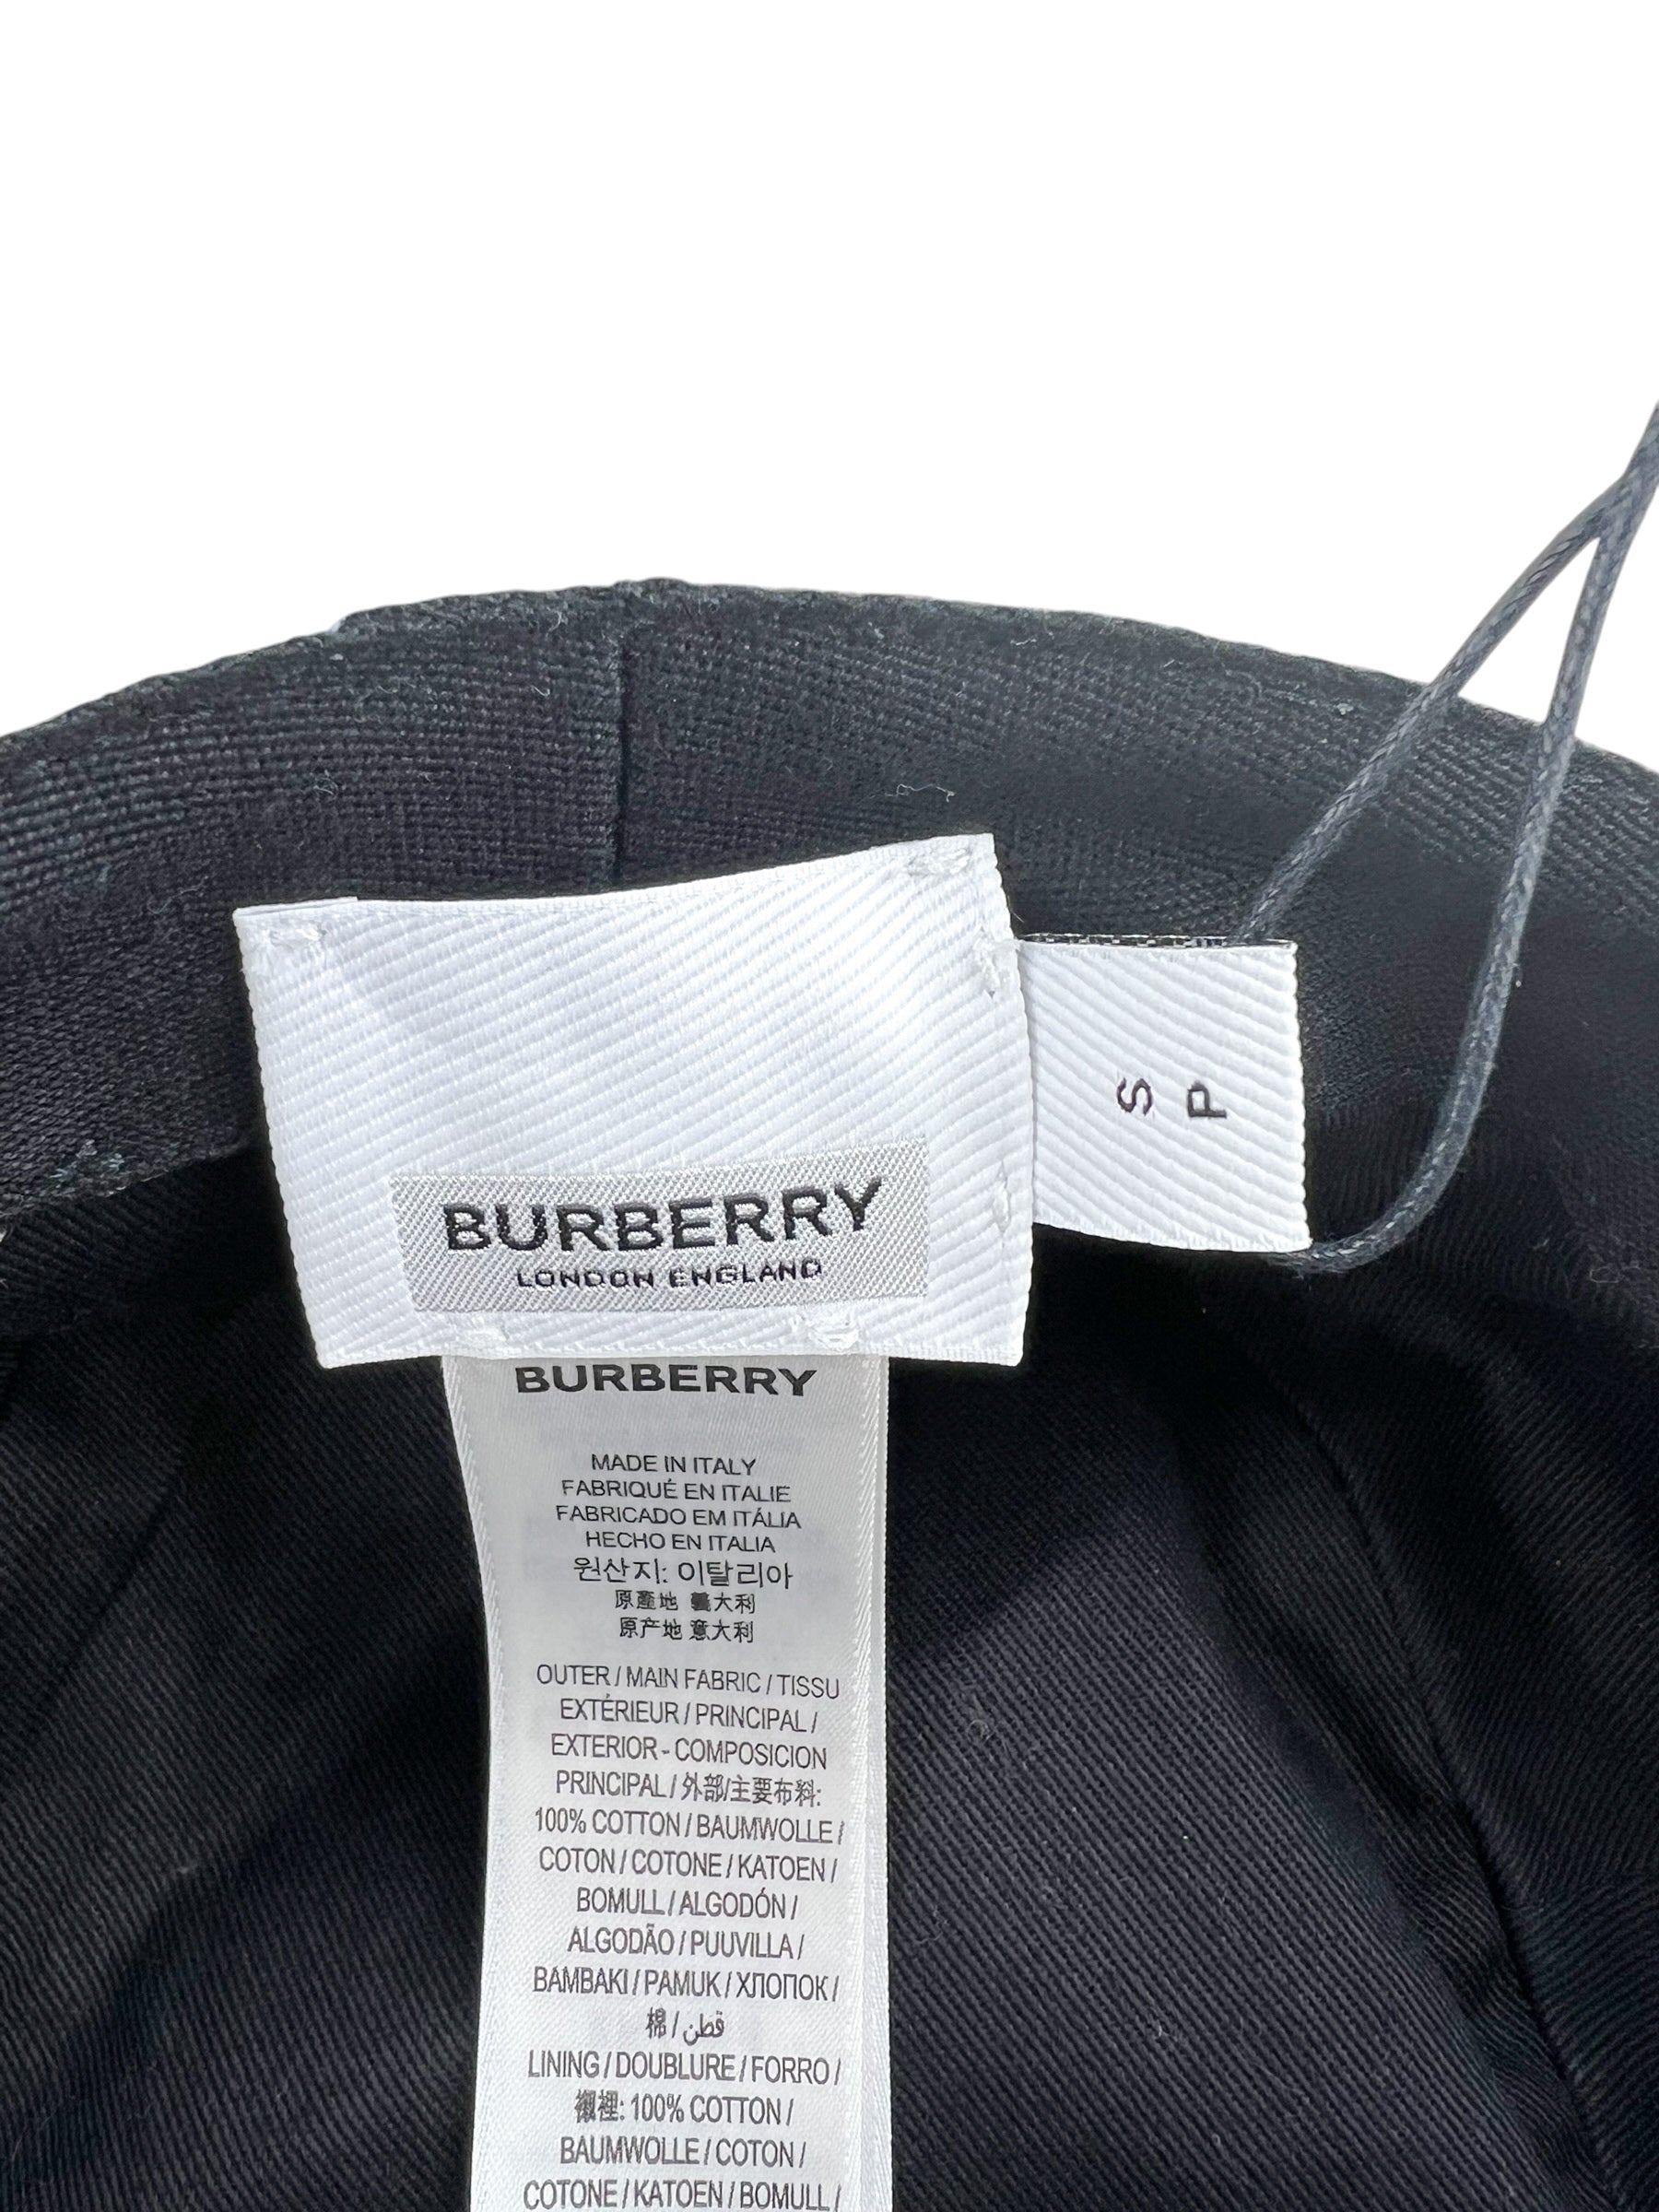 S
P
BURBERRY
LONDON ENGLAND
BURBERRY
MADE IN ITALY
FABRIQUÉ EN ITALIE
FABRICADO EM ITÁLIA
HECHO EN ITALIA
원산지: 이탈리아
原產地 義大利
原产地 意大利
OUTER / MAIN FABRIC / TISSU
EXTÉRIEUR / PRINCIPAL /
EXTERIOR - COMPOSICION
PRINCIPAL / 外部/主要布料:
100% COTTON / BAUMWOLLE /
COTON / COTONE / KATOEN /
BOMULL / ALGODÓN /
ALGODÃO / PUUVILLA /
BAMBAKI / PAMUK / ХЛОПОК /
棉 / قطن
LINING / DOUBLURE / FORRO /
襯裡: 100% COTTON /
BAUMWOLLE / COTON /
COTONE / KATOEN / BOMULL /